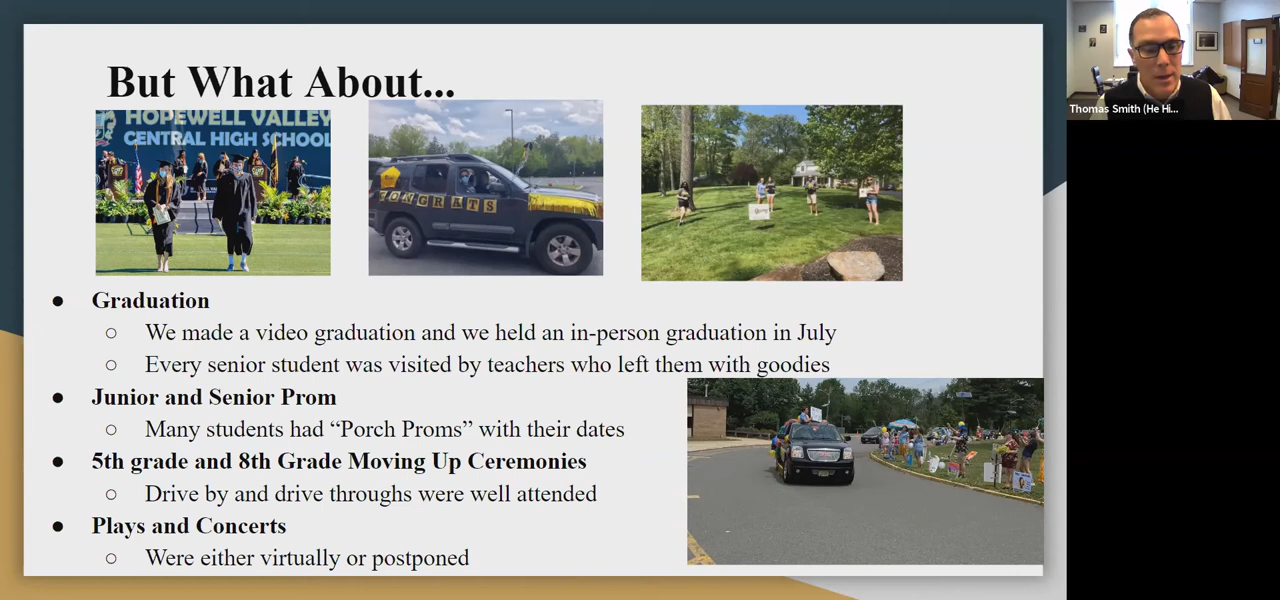 But What About...
HOPEWELL VALLEY
CENTRAL HIGH SCHOOL
CONGRATS
Thomas Smith (He Hi...
● Graduation
○ We made a video graduation and we held an in-person graduation in July
○ Every senior student was visited by teachers who left them with goodies
● Junior and Senior Prom
○ Many students had “Porch Proms” with their dates
● 5th grade and 8th Grade Moving Up Ceremonies
○ Drive by and drive throughs were well attended
● Plays and Concerts
○ Were either virtually or postponed